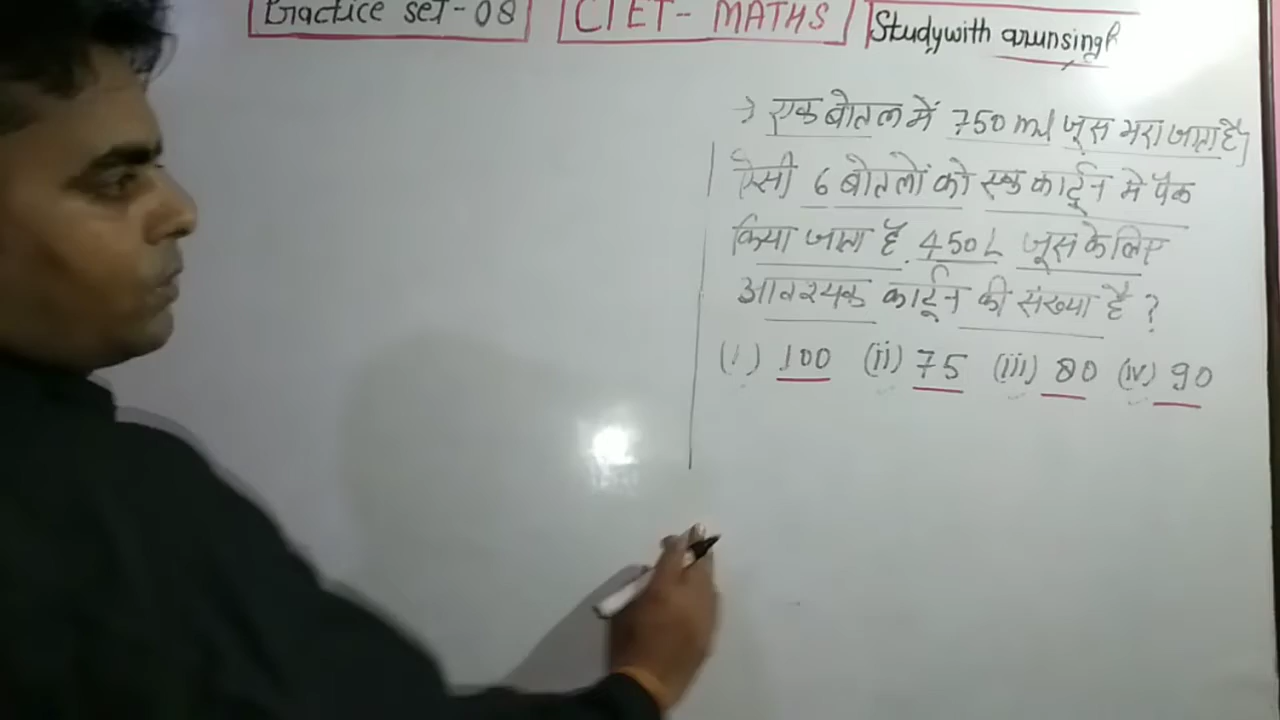 Practice set-08
CTET- MATHS
Studywith arunsingh
→ एक बोतल में 750 ml जूस भरा जाता है।
ऐसी 6 बोतलों को एक कार्टून मे पैक
किया जाता है. 450L जूस के लिए
आवश्यक कार्टून की संख्या है ?
(i) 100 (ii) 75 (iii) 80 (iv) 90